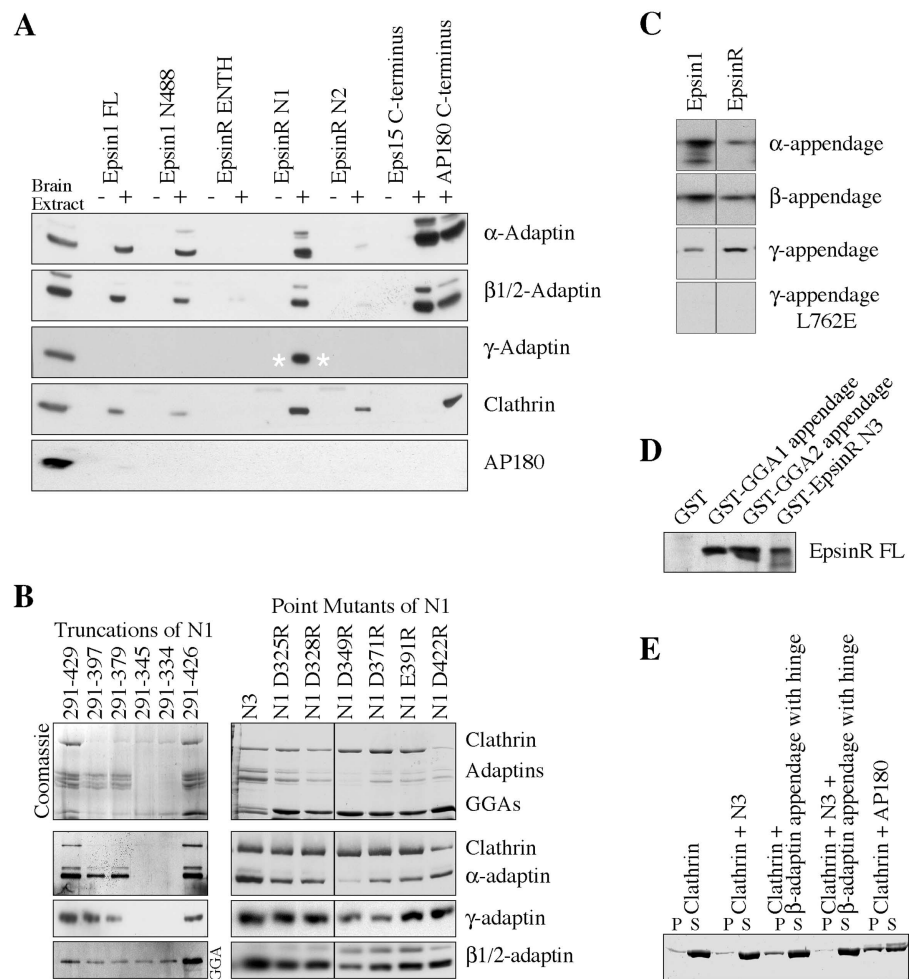 A
Epsin1 FL
Epsin1 N488
EpsinR ENTH
EpsinR N1
EpsinR N2
Eps15 C-terminus
AP180 C-terminus
Brain
Extract
- + - + - + - + - + - + +
α-Adaptin
β1/2-Adaptin
γ-Adaptin
* *
Clathrin
AP180
B
Truncations of N1
291-429
291-397
291-379
291-345
291-334
291-426
Point Mutants of N1
N3
N1 D325R
N1 D328R
N1 D349R
N1 D371R
N1 E391R
N1 D422R
Coomassie
Clathrin
Adaptins
GGAs
Clathrin
α-adaptin
γ-adaptin
GGA
β1/2-adaptin
C
Epsin1
EpsinR
α-appendage
β-appendage
γ-appendage
γ-appendage
L762E
D
GST
GST-GGA1 appendage
GST-GGA2 appendage
GST-EpsinR N3
EpsinR FL
E
Clathrin
Clathrin + N3
Clathrin +
β-adaptin appendage with hinge
Clathrin + N3 +
β-adaptin appendage with hinge
Clathrin + AP180
P S P S P S P S P S